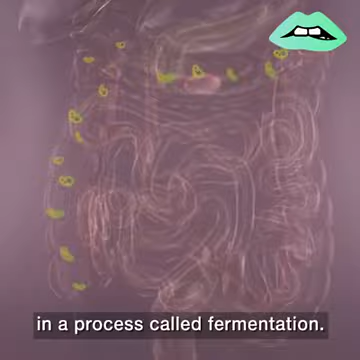 in a process called fermentation.